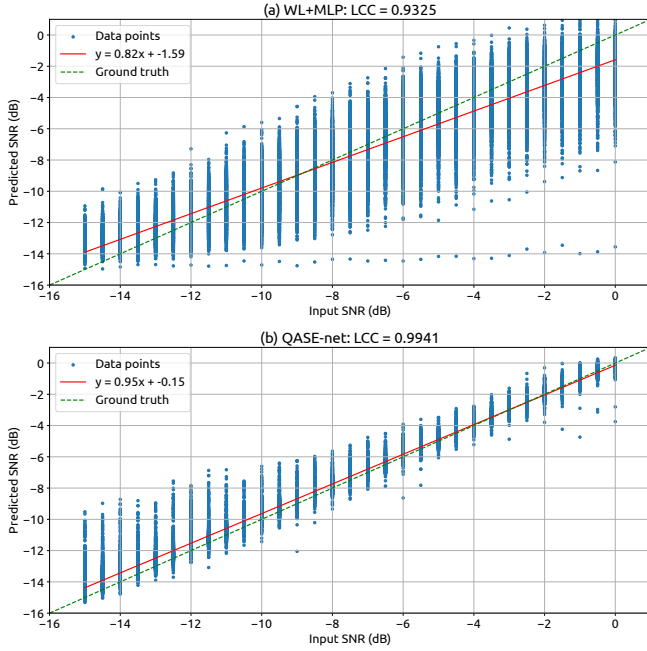 (a) WL+MLP: LCC = 0.9325
Data points
y = 0.82x + -1.59
Ground truth
Predicted SNR (dB)
0
−2
−4
−6
−8
−10
−12
−14
−16
−16 −14 −12 −10 −8 −6 −4 −2 0
Input SNR (dB)
(b) QASE-net: LCC = 0.9941
Data points
y = 0.95x + -0.15
Ground truth
Predicted SNR (dB)
0
−2
−4
−6
−8
−10
−12
−14
−16
−16 −14 −12 −10 −8 −6 −4 −2 0
Input SNR (dB)